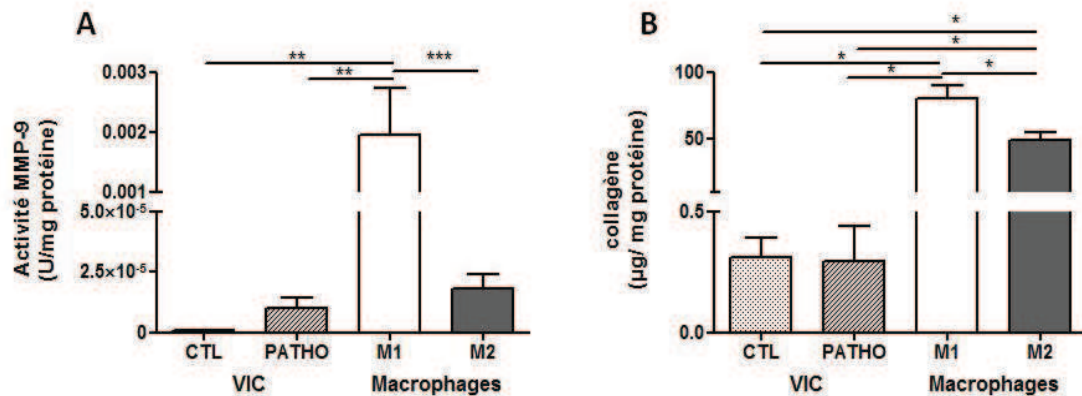 A
Activité MMP-9
(U/mg protéine)
** ***
**
0.003
0.002
0.001
5.0×10⁻⁵
2.5×10⁻⁵
0
CTL PATHO M1 M2
VIC Macrophages
B
collagène
(µg/ mg protéine)
*
*
*
* *
100
50
0.5
0.0
CTL PATHO M1 M2
VIC Macrophages